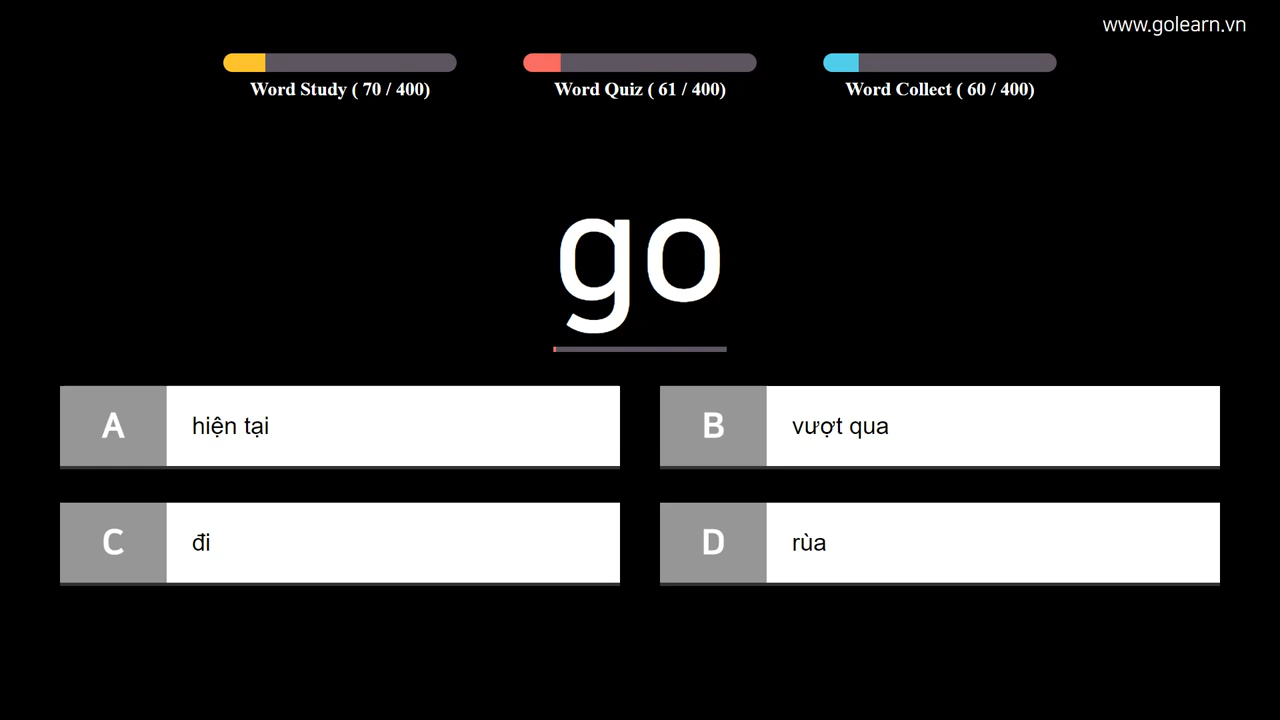 www.golearn.vn
Word Study ( 70 / 400)
Word Quiz ( 61 / 400)
Word Collect ( 60 / 400)
go
A hiện tại
B vượt qua
C đi
D rùa